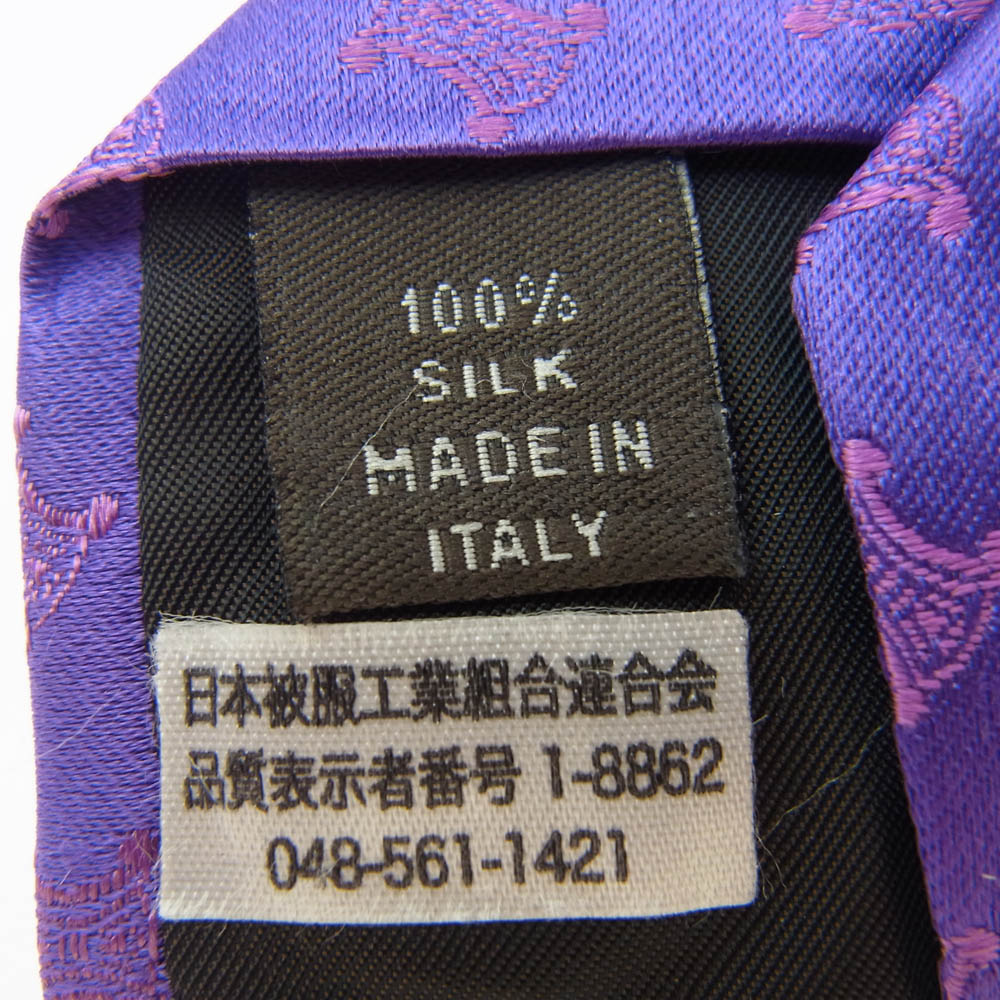 100%
SILK
MADE IN
ITALY
日本被服工業組合連合会
品質表示者番号 1-8862
048-561-1421